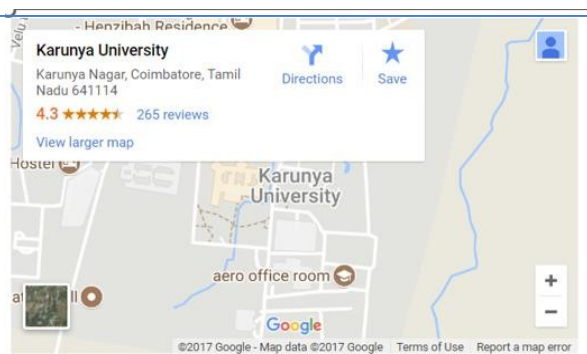 - Henzibah Residence
Velu
Karunya University
Karunya Nagar, Coimbatore, Tamil
Nadu 641114
4.3
265 reviews
View larger map
Directions
Save
Hostel
Karunya
University
aero office room
Google
©2017 Google - Map data ©2017 Google
Terms of Use
Report a map error